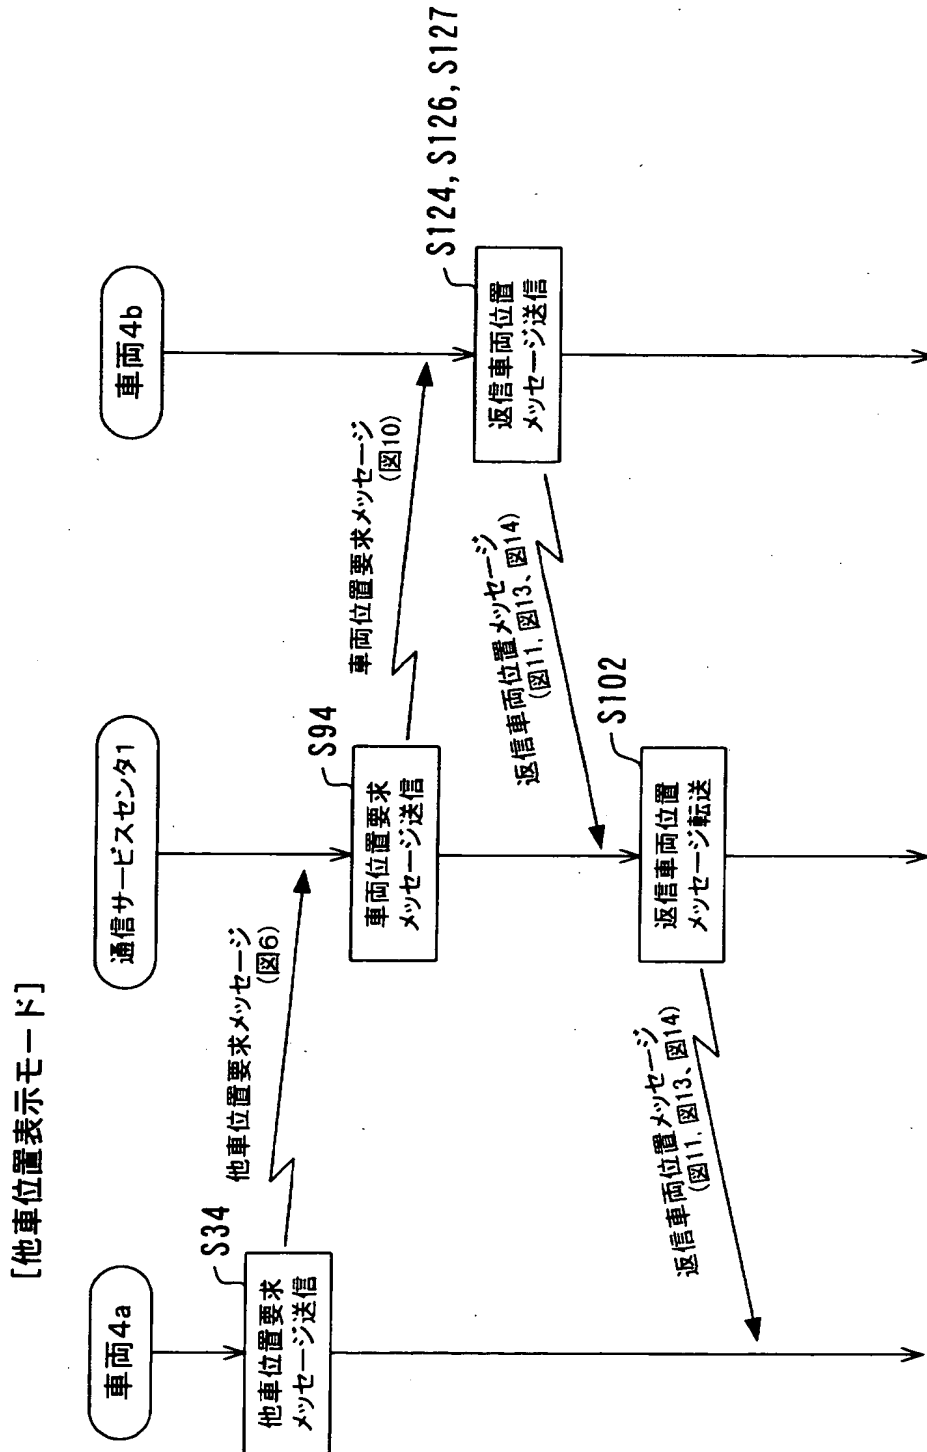 [他車位置表示モード]
車両4a
通信サービスセンタ1
車両4b
S34
他車位置要求
メッセージ送信
他車位置要求メッセージ
(図6)
S94
車両位置要求
メッセージ送信
車両位置要求メッセージ
(図10)
S124, S126, S127
返信車両位置
メッセージ送信
返信車両位置メッセージ
(図11、図13、図14)
S102
返信車両位置
メッセージ転送
返信車両位置メッセージ
(図11、図13、図14)